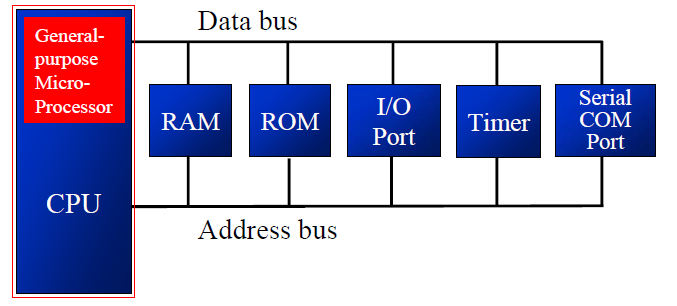 Data bus
General-
purpose
Micro-
Processor
CPU
RAM
ROM
I/O
Port
Timer
Serial
COM
Port
Address bus